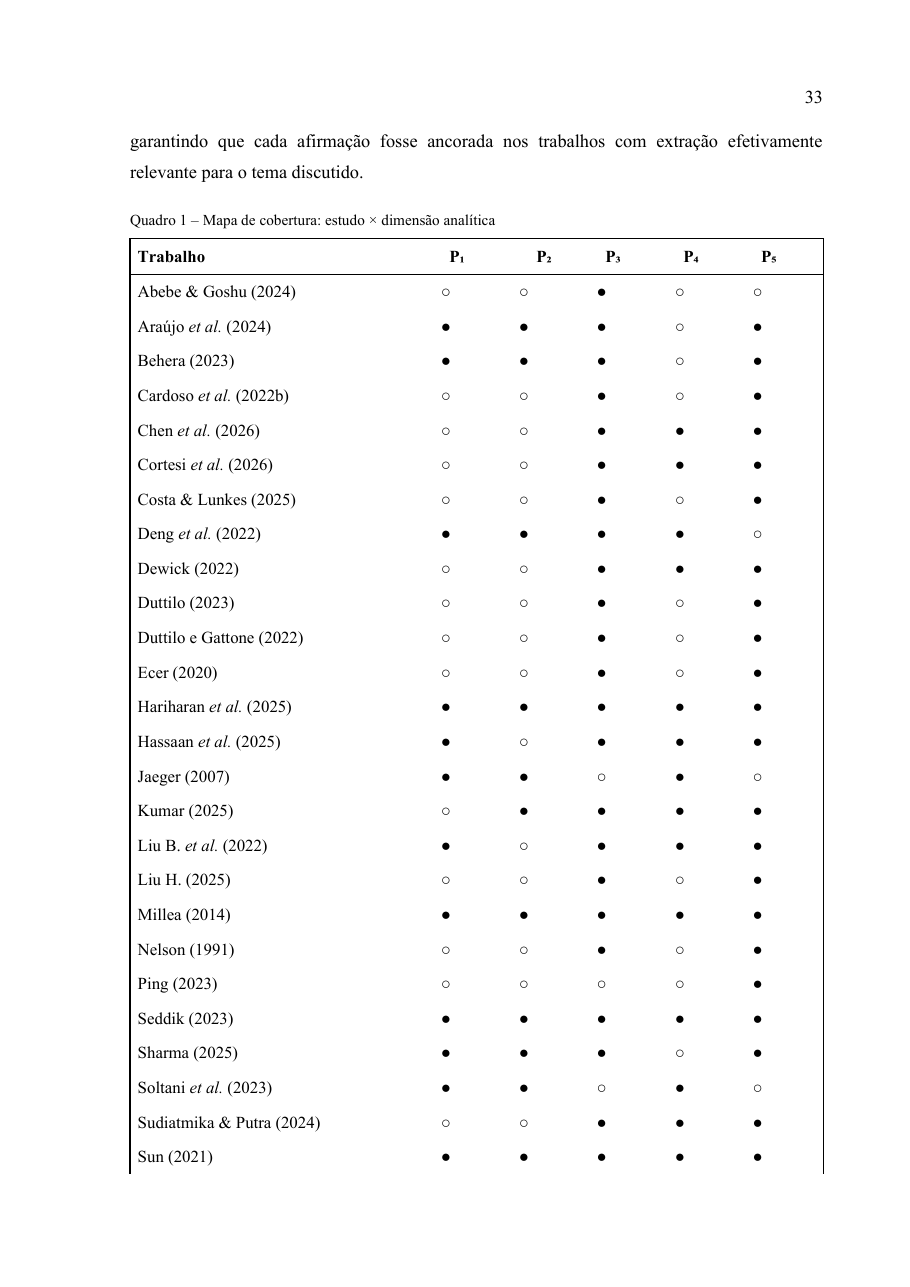 33
garantindo que cada afirmação fosse ancorada nos trabalhos com extração efetivamente
relevante para o tema discutido.
Quadro 1 – Mapa de cobertura: estudo × dimensão analítica
Trabalho P₁ P₂ P₃ P₄ P₅
Abebe & Goshu (2024) ○ ○ ● ○ ○
Araújo et al. (2024) ● ● ● ○ ●
Behera (2023) ● ● ● ○ ●
Cardoso et al. (2022b) ○ ○ ● ○ ●
Chen et al. (2026) ○ ○ ● ● ●
Cortesi et al. (2026) ○ ○ ● ● ●
Costa & Lunkes (2025) ○ ○ ● ○ ●
Deng et al. (2022) ● ● ● ● ○
Dewick (2022) ○ ○ ● ● ●
Duttilo (2023) ○ ○ ● ○ ●
Duttilo e Gattone (2022) ○ ○ ● ○ ●
Ecer (2020) ○ ○ ● ○ ●
Hariharan et al. (2025) ● ● ● ● ●
Hassaan et al. (2025) ● ○ ● ● ●
Jaeger (2007) ● ● ○ ● ○
Kumar (2025) ○ ● ● ● ●
Liu B. et al. (2022) ● ○ ● ● ●
Liu H. (2025) ○ ○ ● ○ ●
Millea (2014) ● ● ● ● ●
Nelson (1991) ○ ○ ● ○ ●
Ping (2023) ○ ○ ○ ○ ●
Seddik (2023) ● ● ● ● ●
Sharma (2025) ● ● ● ○ ●
Soltani et al. (2023) ● ● ○ ● ○
Sudiatmika & Putra (2024) ○ ○ ● ● ●
Sun (2021) ● ● ● ● ●